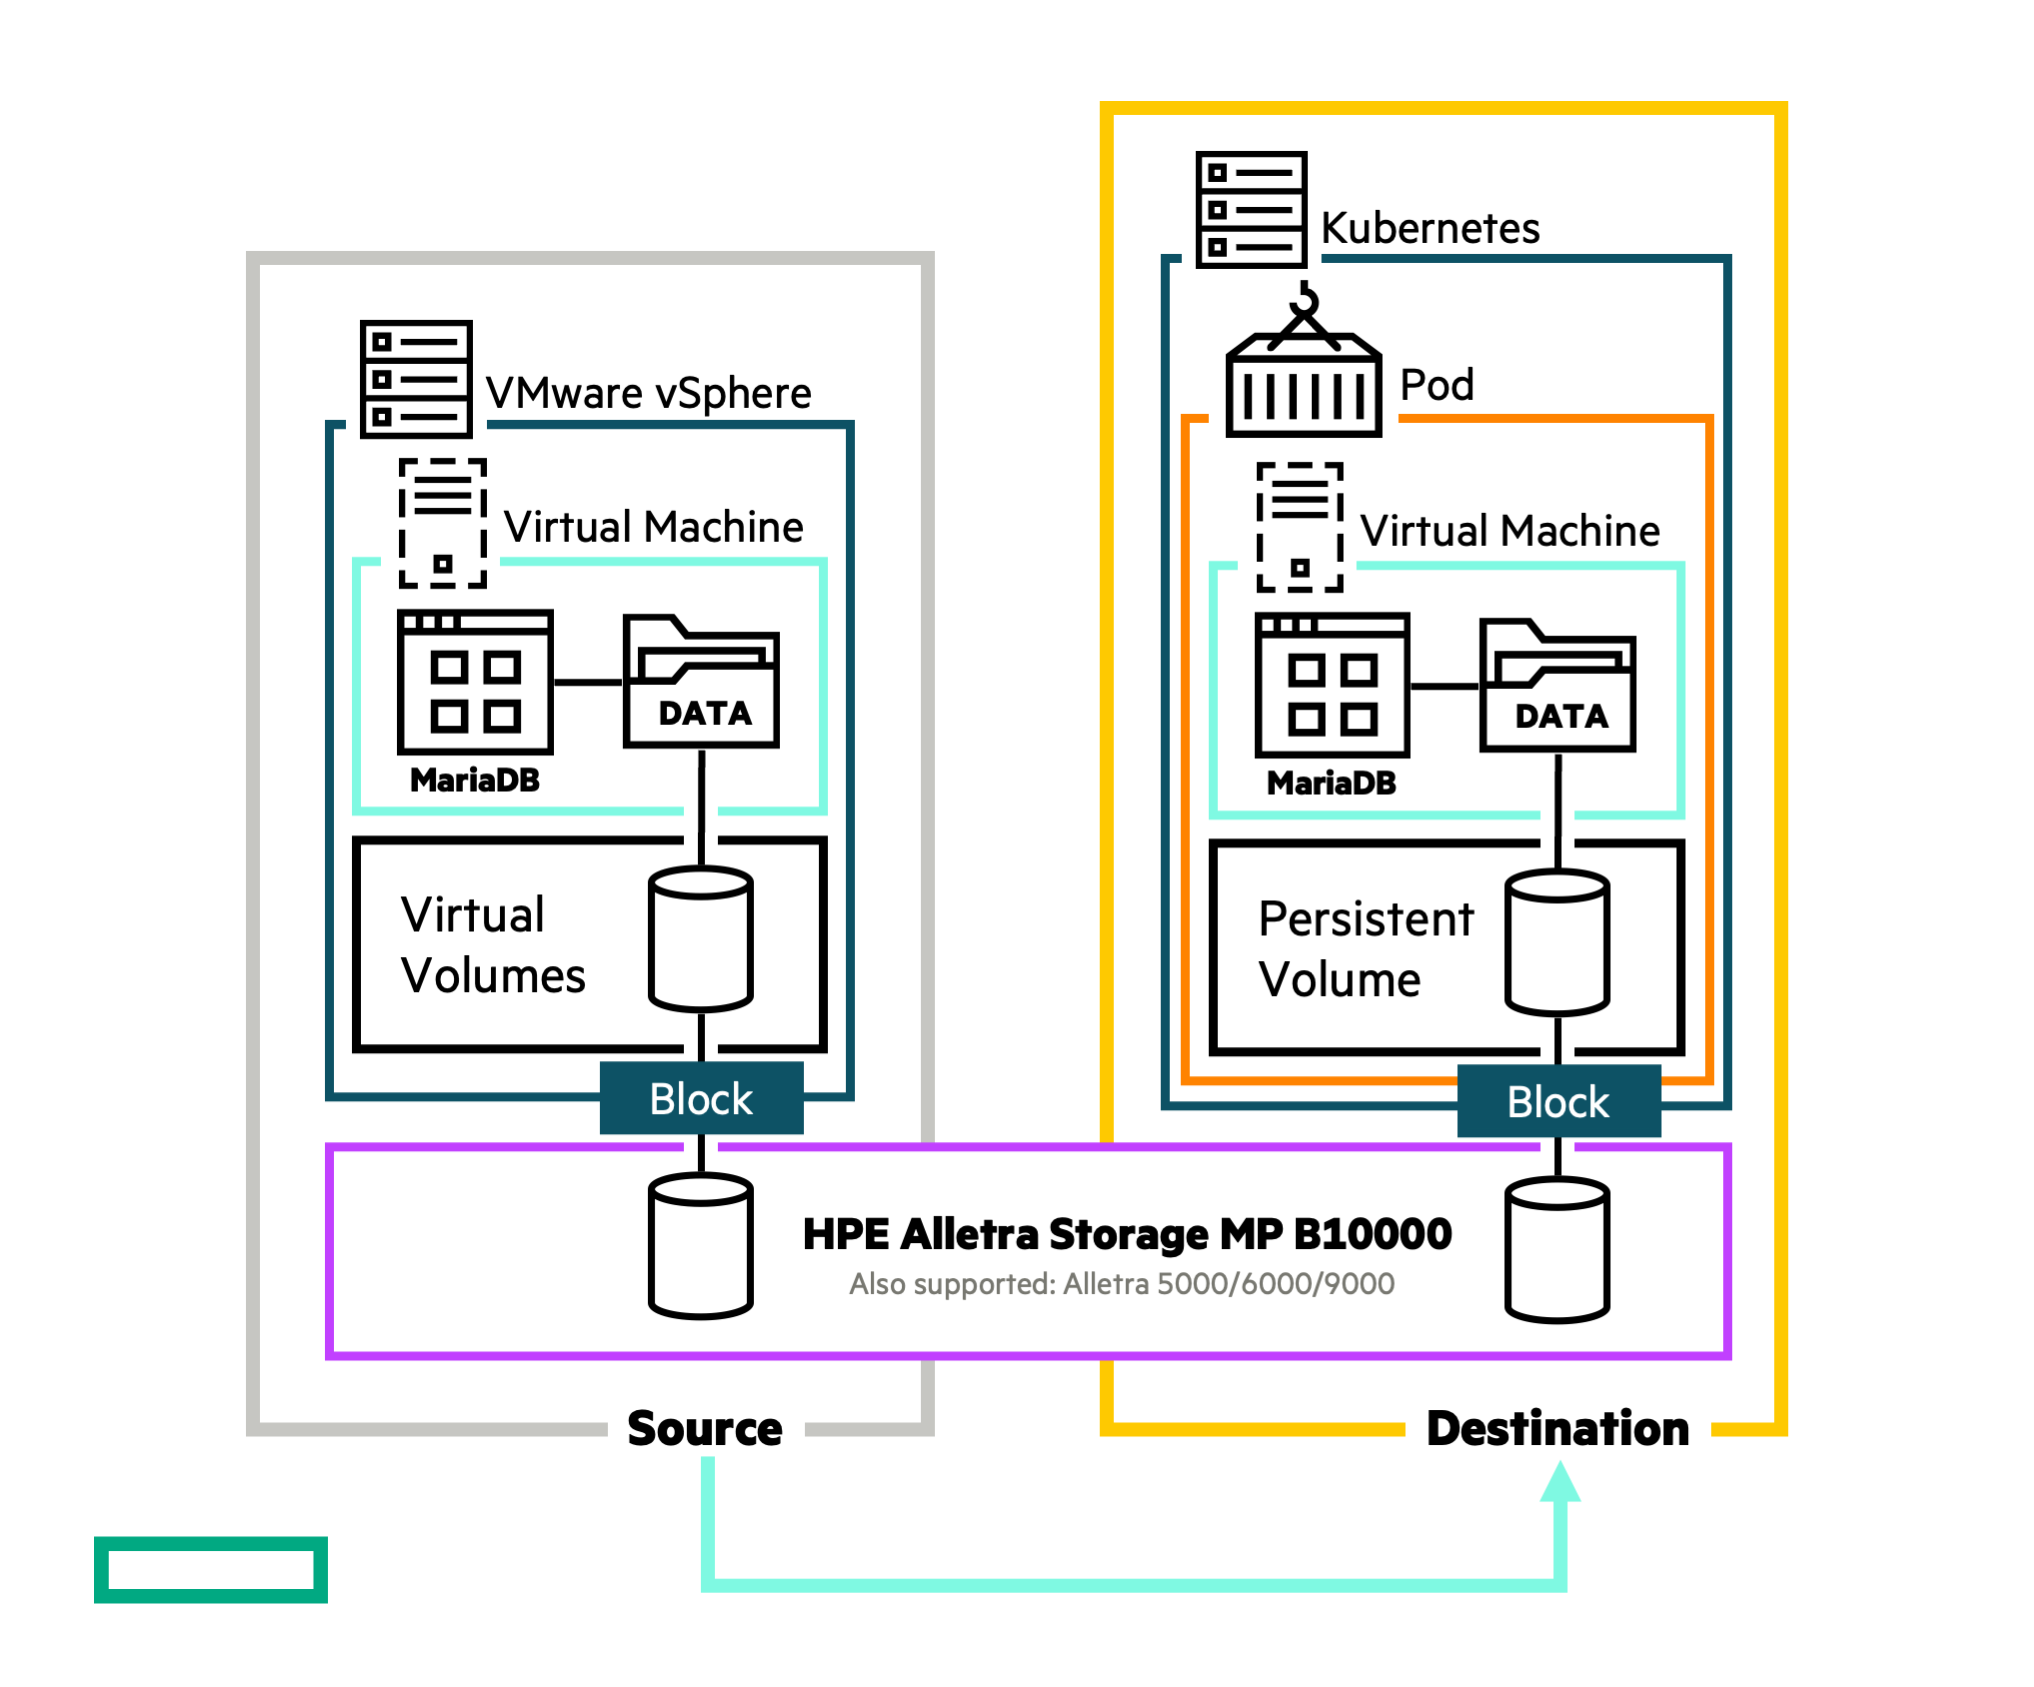 Kubernetes
Pod
Virtual Machine
DATA
MariaDB
Persistent
Volume
Block
VMware vSphere
Virtual Machine
DATA
MariaDB
Virtual
Volumes
Block
HPE Alletra Storage MP B10000
Also supported: Alletra 5000/6000/9000
Source
Destination